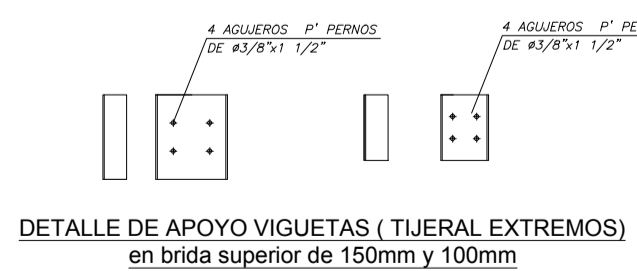 4 AGUJEROS P' PERNOS
DE ø3/8"x1 1/2"
4 AGUJEROS P' PE
DE ø3/8"x1 1/2"
DETALLE DE APOYO VIGUETAS ( TIJERAL EXTREMOS)
en brida superior de 150mm y 100mm